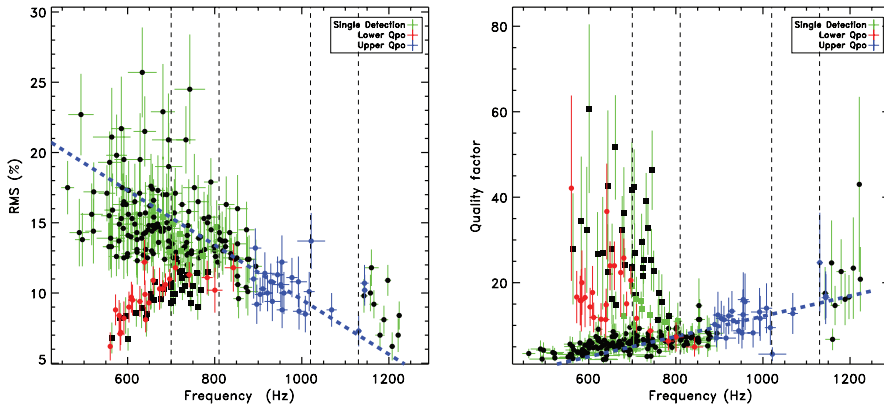 30
25
20
15
10
5
RMS (%)
600
800
1000
1200
Frequency (Hz)
Single Detection
Lower Qpo
Upper Qpo
80
60
40
20
Quality factor
600
800
1000
1200
Frequency (Hz)
Single Detection
Lower Qpo
Upper Qpo